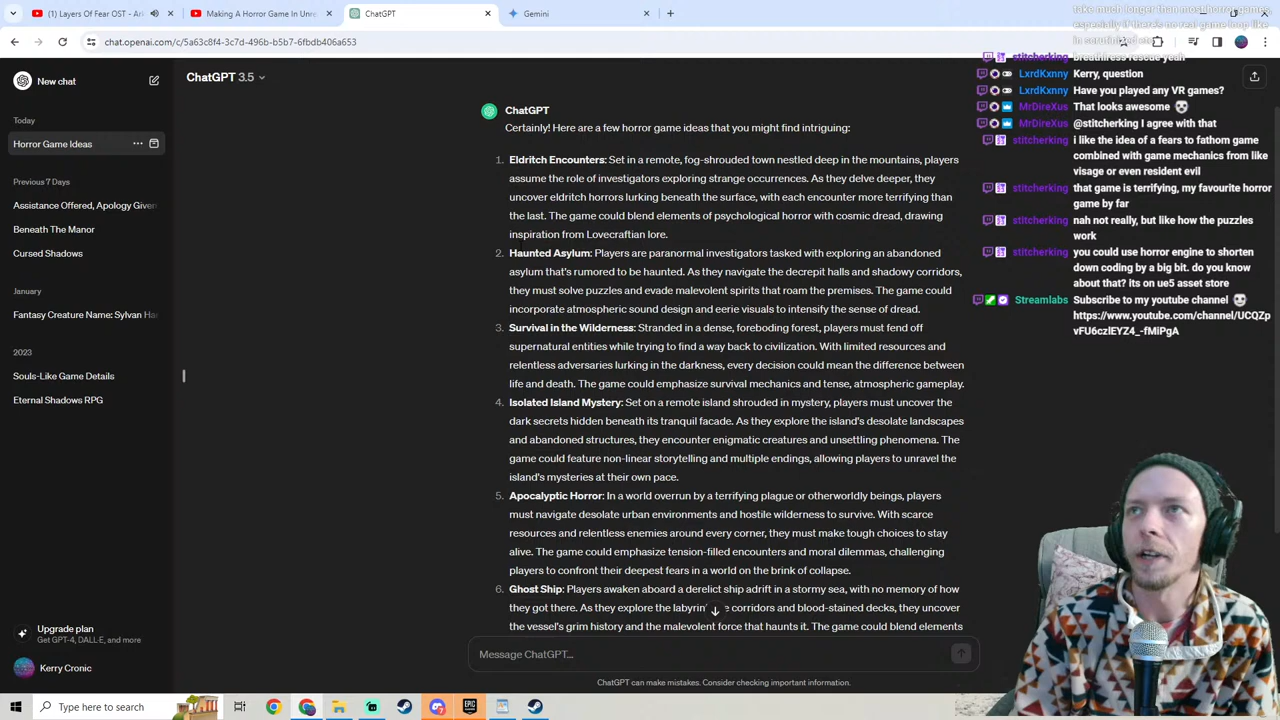 (1) Layers Of Fear OST - Ark
Making A Horror Game In Unre
ChatGPT
Gemini
chat.openai.com/c/5a63c8f4-3c7d-496b-b5b7-6fbdb406a653
New chat
Today
Horror Game Ideas
Previous 7 Days
Assistance Offered, Apology Given
Beneath The Manor
Cursed Shadows
January
Fantasy Creature Name: Sylvan Ha
2023
Souls-Like Game Details
Eternal Shadows RPG
Upgrade plan
Get GPT-4, DALL·E, and more
Kerry Cronic
ChatGPT 3.5
ChatGPT
Certainly! Here are a few horror game ideas that you might find intriguing:
1. Eldritch Encounters: Set in a remote, fog-shrouded town nestled deep in the mountains, players
assume the role of investigators exploring strange occurrences. As they delve deeper, they
uncover eldritch horrors lurking beneath the surface, with each encounter more terrifying than
the last. The game could blend elements of psychological horror with cosmic dread, drawing
inspiration from Lovecraftian lore.
2. Haunted Asylum: Players are paranormal investigators tasked with exploring an abandoned
asylum that's rumored to be haunted. As they navigate the decrepit halls and shadowy corridors,
they must solve puzzles and evade malevolent spirits that roam the premises. The game could
incorporate atmospheric sound design and eerie visuals to intensify the sense of dread.
3. Survival in the Wilderness: Stranded in a dense, foreboding forest, players must fend off
supernatural entities while trying to find a way back to civilization. With limited resources and
relentless adversaries lurking in the darkness, every decision could mean the difference between
life and death. The game could emphasize survival mechanics and tense, atmospheric gameplay.
4. Isolated Island Mystery: Set on a remote island shrouded in mystery, players must uncover the
dark secrets hidden beneath its tranquil facade. As they explore the island's desolate landscapes
and abandoned structures, they encounter enigmatic creatures and unsettling phenomena. The
game could feature non-linear storytelling and multiple endings, allowing players to unravel the
island's mysteries at their own pace.
5. Apocalyptic Horror: In a world overrun by a terrifying plague or otherworldly beings, players
must navigate desolate urban environments and hostile wilderness to survive. With scarce
resources and relentless enemies around every corner, they must make tough choices to stay
alive. The game could emphasize tension-filled encounters and moral dilemmas, challenging
players to confront their deepest fears in a world on the brink of collapse.
6. Ghost Ship: Players awaken aboard a derelict ship adrift in a stormy sea, with no memory of how
they got there. As they explore the labyrin e corridors and blood-stained decks, they uncover
the vessel's grim history and the malevolent force that haunts it. The game could blend elements
Message ChatGPT...
ChatGPT can make mistakes. Consider checking important information.
take much longer than most horror games,
especially if there's no real game loop like
in scrutinized etc
stitcherking breathless rescue yeah
LxrdKxnny Kerry, question
LxrdKxnny Have you played any VR games?
MrDireXus That looks awesome
MrDireXus @stitcherking I agree with that
stitcherking i like the idea of a fears to fathom game
combined with game mechanics from like
visage or even resident evil
stitcherking that game is terrifying, my favourite horror
game by far
stitcherking nah not really, but like how the puzzles
work
stitcherking you could use horror engine to shorten
down coding by a big bit. do you know
about that? its on ue5 asset store
Streamlabs Subscribe to my youtube channel
https://www.youtube.com/channel/UCQZp
vFU6czlEYZ4_-fMiPgA
Type here to search